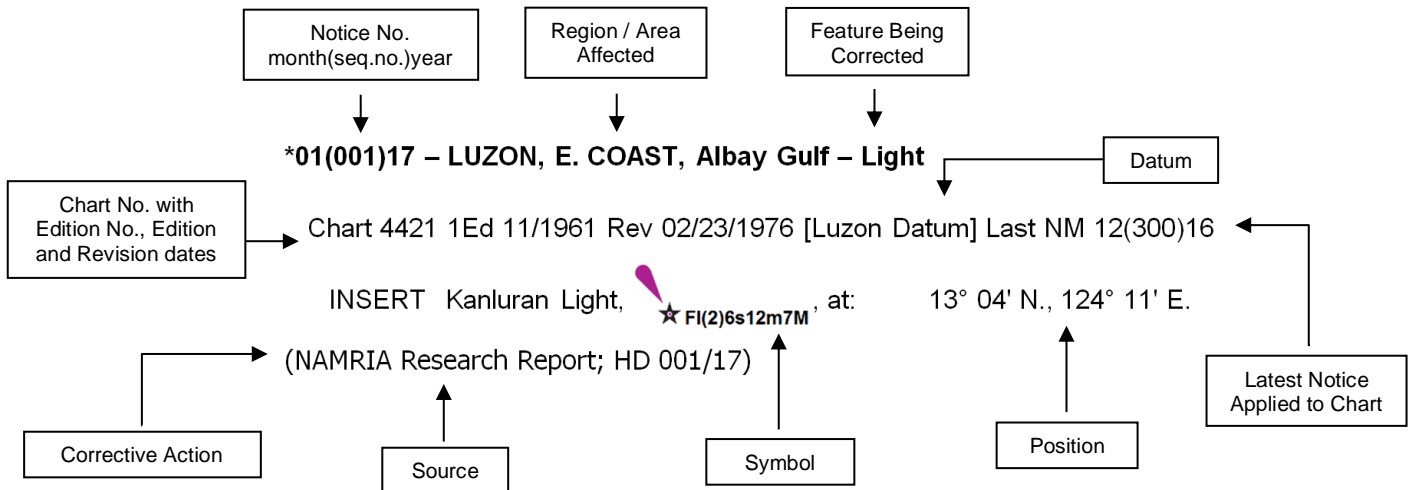 Notice No.
month(seq.no.)year
Region / Area
Affected
Feature Being
Corrected
*01(001)17 – LUZON, E. COAST, Albay Gulf – Light
Datum
Chart No. with
Edition No., Edition
and Revision dates
Chart 4421 1Ed 11/1961 Rev 02/23/1976 [Luzon Datum] Last NM 12(300)16
INSERT Kanluran Light, Fl(2)6s12m7M, at: 13° 04' N., 124° 11' E.
(NAMRIA Research Report; HD 001/17)
Latest Notice
Applied to Chart
Corrective Action
Source
Symbol
Position